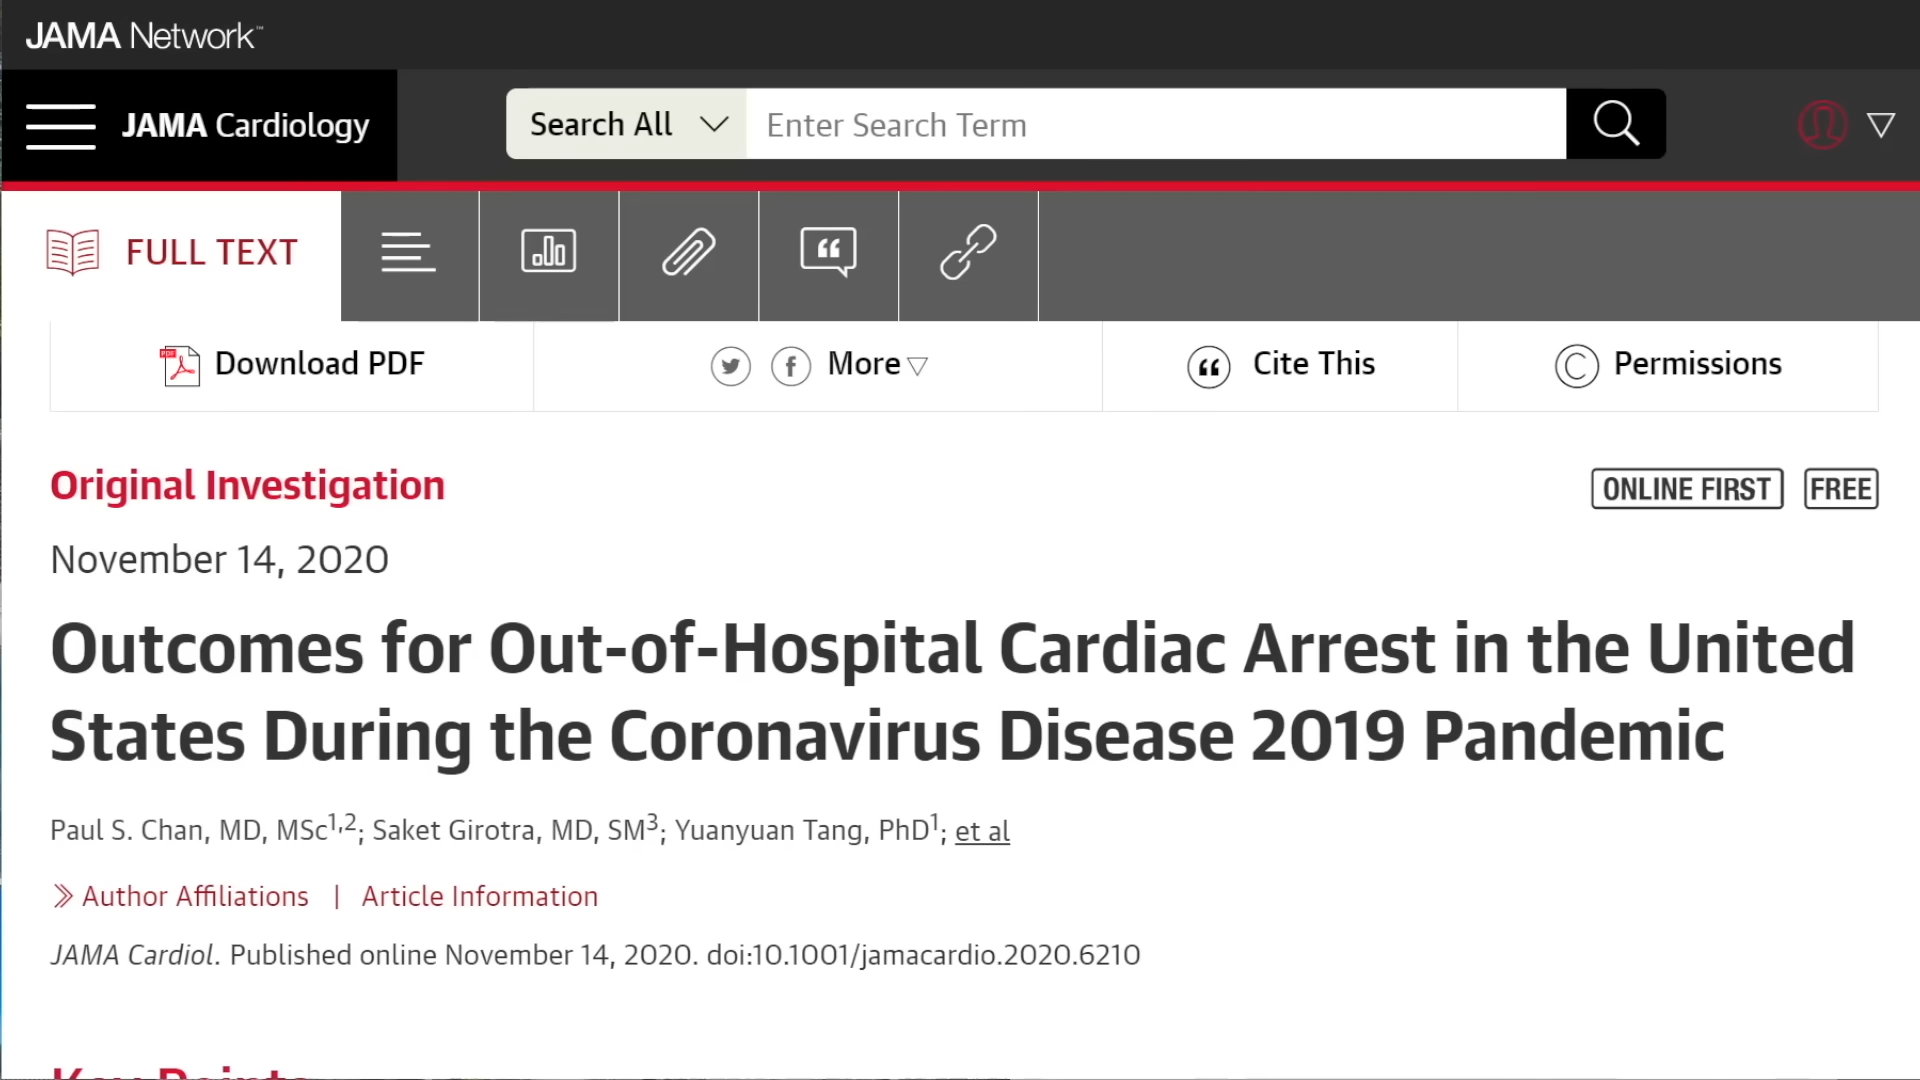 JAMA Network™
JAMA Cardiology
Search All
Enter Search Term
FULL TEXT
Download PDF
More
Cite This
Permissions
Original Investigation
ONLINE FIRST
FREE
November 14, 2020
Outcomes for Out-of-Hospital Cardiac Arrest in the United
States During the Coronavirus Disease 2019 Pandemic
Paul S. Chan, MD, MSc1,2; Saket Girotra, MD, SM3; Yuanyuan Tang, PhD1; et al
Author Affiliations | Article Information
JAMA Cardiol. Published online November 14, 2020. doi:10.1001/jamacardio.2020.6210
Key Points